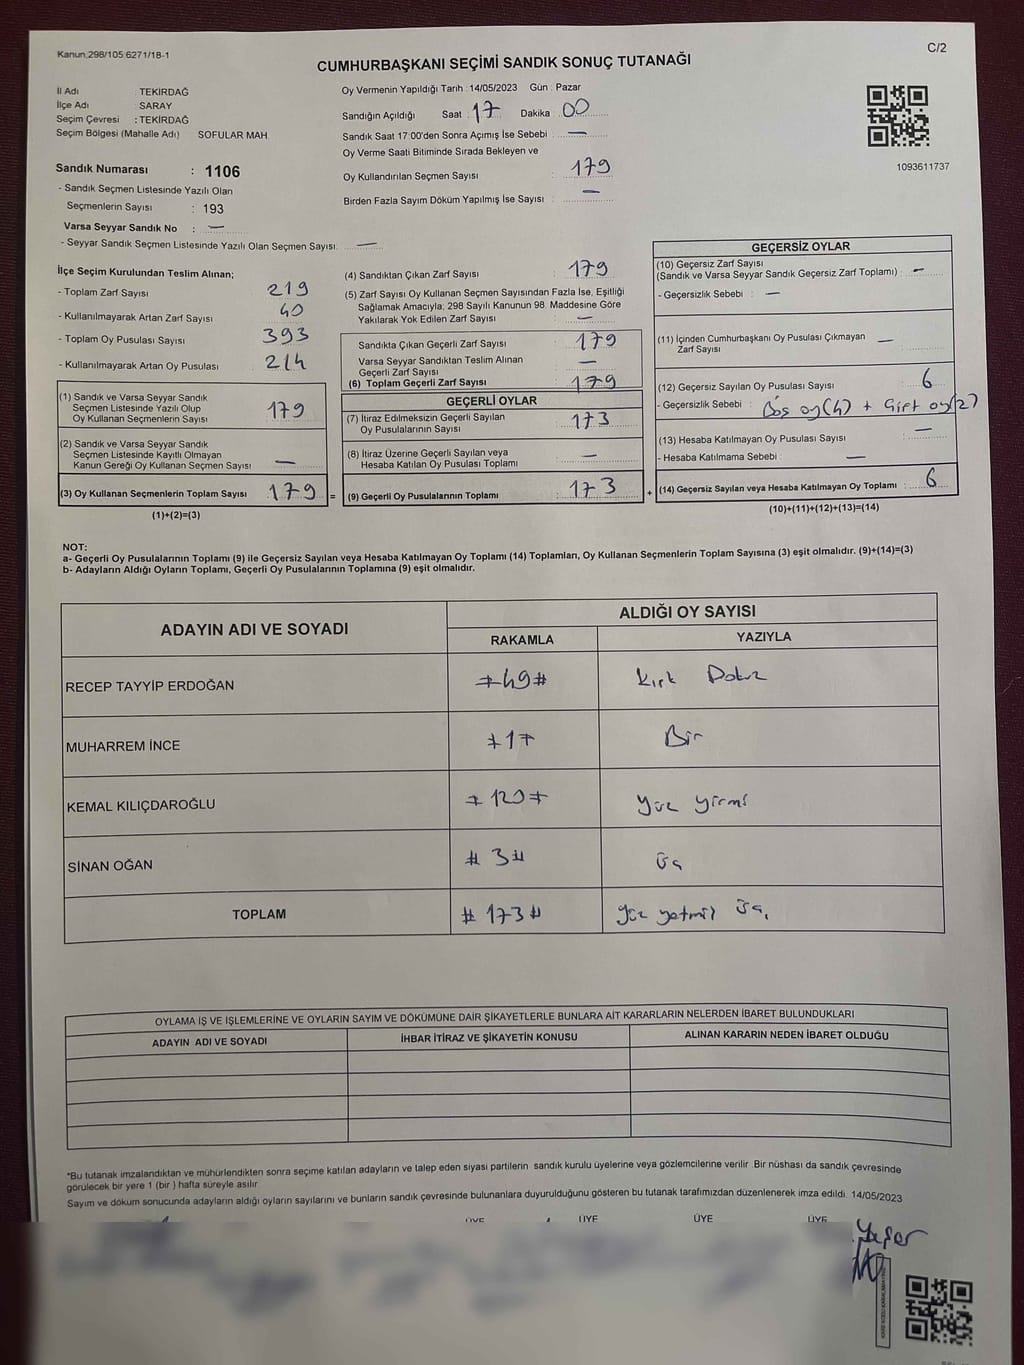 Kanun 298/105 6271/18-1
C/2
CUMHURBAŞKANI SEÇİMİ SANDIK SONUÇ TUTANAĞI
İl Adı : TEKİRDAĞ
İlçe Adı : SARAY
Seçim Çevresi : TEKİRDAĞ
Seçim Bölgesi (Mahalle Adı) SOFULAR MAH.
Oy Vermenin Yapıldığı Tarih : 14/05/2023 Gün : Pazar
Sandığın Açıldığı Saat : 17 Dakika : 00
Sandık Saat 17:00'den Sonra Açımış İse Sebebi : —
Oy Verme Saati Bitiminde Sırada Bekleyen ve
Oy Kullandırılan Seçmen Sayısı : 179
Birden Fazla Sayım Döküm Yapılmış İse Sayısı : —
1093611737
Sandık Numarası : 1106
- Sandık Seçmen Listesinde Yazılı Olan
Seçmenlerin Sayısı : 193
Varsa Seyyar Sandık No : —
- Seyyar Sandık Seçmen Listesinde Yazılı Olan Seçmen Sayısı: —
İlçe Seçim Kurulundan Teslim Alınan;
- Toplam Zarf Sayısı 219
- Kullanılmayarak Artan Zarf Sayısı 40
- Toplam Oy Pusulası Sayısı 393
- Kullanılmayarak Artan Oy Pusulası 214
(1) Sandık ve Varsa Seyyar Sandık
Seçmen Listesinde Yazılı Olup
Oy Kullanan Seçmenlerin Sayısı 179
(2) Sandık ve Varsa Seyyar Sandık
Seçmen Listesinde Kayıtlı Olmayan
Kanun Gereği Oy Kullanan Seçmen Sayısı —
(3) Oy Kullanan Seçmenlerin Toplam Sayısı : 179 =
(1)+(2)=(3)
(4) Sandıktan Çıkan Zarf Sayısı : 179
(5) Zarf Sayısı Oy Kullanan Seçmen Sayısından Fazla İse, Eşitliği
Sağlamak Amacıyla; 298 Sayılı Kanunun 98. Maddesine Göre
Yakılarak Yok Edilen Zarf Sayısı : —
Sandıkta Çıkan Geçerli Zarf Sayısı : 179
Varsa Seyyar Sandıktan Teslim Alınan
Geçerli Zarf Sayısı : —
(6) Toplam Geçerli Zarf Sayısı : 179
GEÇERLİ OYLAR
(7) İtiraz Edilmeksizin Geçerli Sayılan
Oy Pusulalarının Sayısı : 173
(8) İtiraz Üzerine Geçerli Sayılan veya
Hesaba Katılan Oy Pusulası Toplamı : —
(9) Geçerli Oy Pusulalarının Toplamı : 173 +
GEÇERSİZ OYLAR
(10) Geçersiz Zarf Sayısı
(Sandık ve Varsa Seyyar Sandık Geçersiz Zarf Toplamı) : —
- Geçersizlik Sebebi : —
(11) İçinden Cumhurbaşkanı Oy Pusulası Çıkmayan
Zarf Sayısı —
(12) Geçersiz Sayılan Oy Pusulası Sayısı : 6
- Geçersizlik Sebebi : Boş oy(4) + Çift oy(2)
(13) Hesaba Katılmayan Oy Pusulası Sayısı : —
- Hesaba Katılmama Sebebi : —
(14) Geçersiz Sayılan veya Hesaba Katılmayan Oy Toplamı : 6
(10)+(11)+(12)+(13)=(14)
NOT:
a- Geçerli Oy Pusulalarının Toplamı (9) ile Geçersiz Sayılan veya Hesaba Katılmayan Oy Toplamı (14) Toplamları, Oy Kullanan Seçmenlerin Toplam Sayısına (3) eşit olmalıdır. (9)+(14)=(3)
b- Adayların Aldığı Oyların Toplamı, Geçerli Oy Pusulalarının Toplamına (9) eşit olmalıdır.
ADAYIN ADI VE SOYADI ALDIĞI OY SAYISI
RAKAMLA YAZIYLA
RECEP TAYYİP ERDOĞAN #49# Kırk Dokuz
MUHARREM İNCE #1# Bir
KEMAL KILIÇDAROĞLU #120# Yüz yirmi
SİNAN OĞAN #3# Üç
TOPLAM #173# Yüz yetmiş üç
OYLAMA İŞ VE İŞLEMLERİNE VE OYLARIN SAYIM VE DÖKÜMÜNE DAİR ŞİKAYETLERLE BUNLARA AİT KARARLARIN NELERDEN İBARET BULUNDUKLARI
ADAYIN ADI VE SOYADI İHBAR İTİRAZ VE ŞİKAYETİN KONUSU ALINAN KARARIN NEDEN İBARET OLDUĞU
*Bu tutanak imzalandıktan ve mühürlendikten sonra seçime katılan adayların ve talep eden siyasi partilerin sandık kurulu üyelerine veya gözlemcilerine verilir. Bir nüshası da sandık çevresinde
görülecek bir yere 1 (bir ) hafta süreyle asılır.
Sayım ve döküm sonucunda adayların aldığı oyların sayılarını ve bunların sandık çevresinde bulunanlara duyurulduğunu gösteren bu tutanak tarafımızdan düzenlenerek imza edildi. 14/05/2023
ÜYE ÜYE ÜYE ÜYE
Yaşar